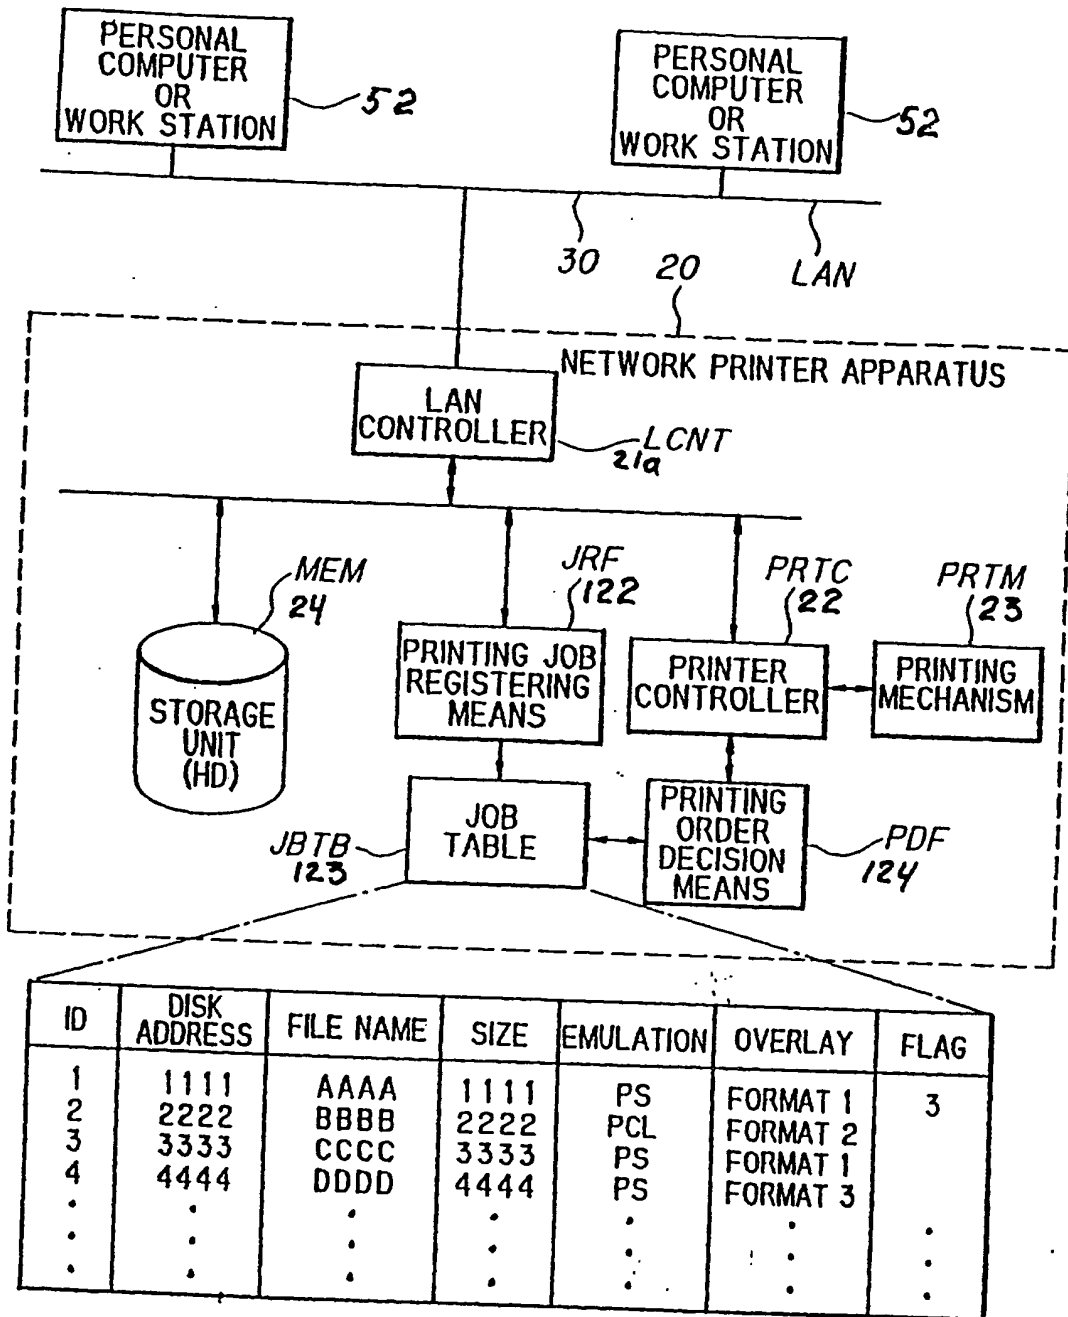 PERSONAL
COMPUTER
OR
WORK STATION
52
PERSONAL
COMPUTER
OR
WORK STATION
52
30
20
LAN
NETWORK PRINTER APPARATUS
LAN
CONTROLLER
LCNT
21a
MEM
24
JRF
122
PRTC
22
PRTM
23
STORAGE
UNIT
(HD)
PRINTING JOB
REGISTERING
MEANS
PRINTER
CONTROLLER
PRINTING
MECHANISM
JBTB
123
JOB
TABLE
PRINTING
ORDER
DECISION
MEANS
PDF
124
ID DISK ADDRESS FILE NAME SIZE EMULATION OVERLAY FLAG
1 1111 AAAA 1111 PS FORMAT 1 3
2 2222 BBBB 2222 PCL FORMAT 2
3 3333 CCCC 3333 PS FORMAT 1
4 4444 DDDD 4444 PS FORMAT 3